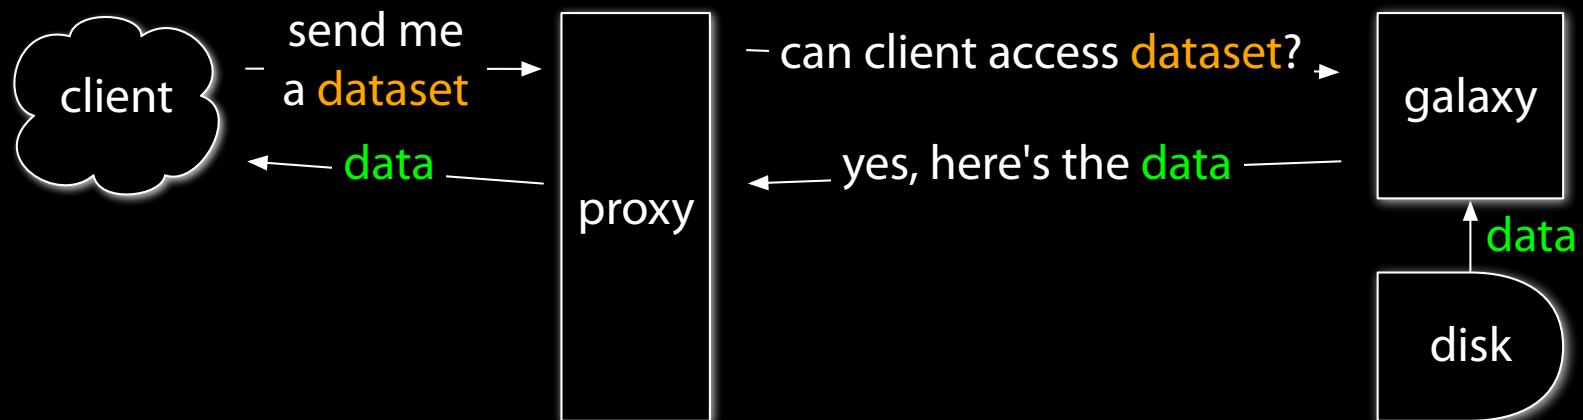 client
send me
a dataset
data
proxy
can client access dataset?
yes, here's the data
galaxy
data
disk